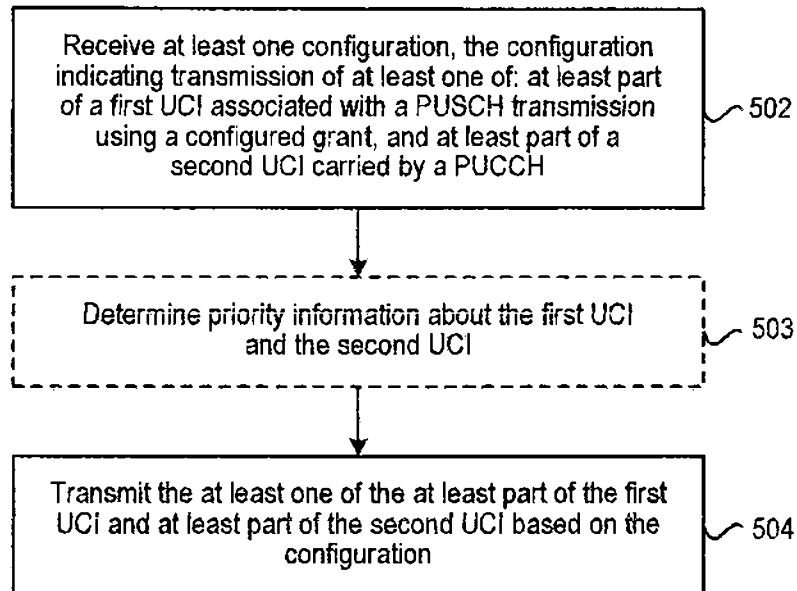 Receive at least one configuration, the configuration
indicating transmission of at least one of: at least part
of a first UCI associated with a PUSCH transmission
using a configured grant, and at least part of a
second UCI carried by a PUCCH
502
Determine priority information about the first UCI
and the second UCI
503
Transmit the at least one of the at least part of the first
UCI and at least part of the second UCI based on the
configuration
504